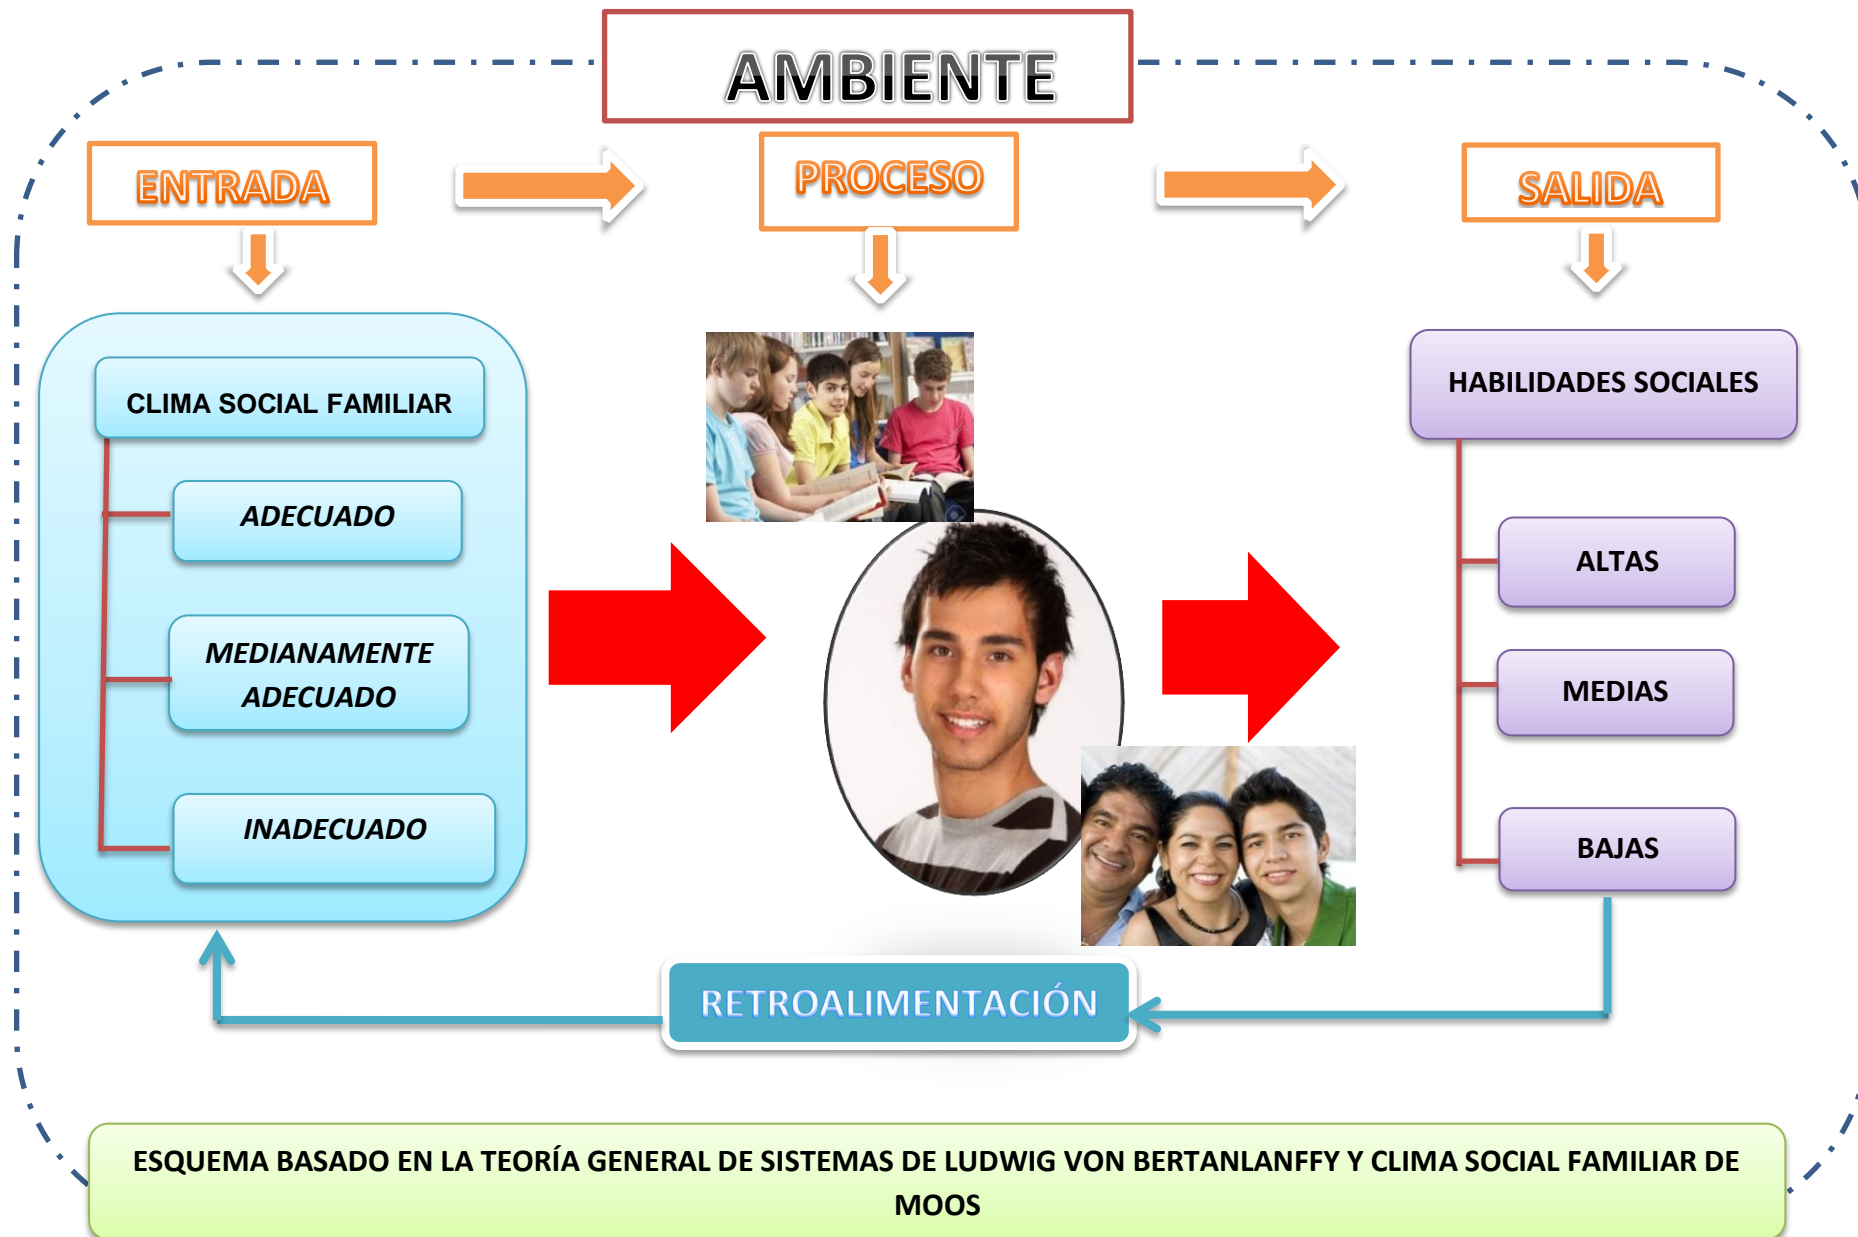 AMBIENTE
ENTRADA
PROCESO
SALIDA
CLIMA SOCIAL FAMILIAR
ADECUADO
MEDIANAMENTE
ADECUADO
INADECUADO
HABILIDADES SOCIALES
ALTAS
MEDIAS
BAJAS
RETROALIMENTACIÓN
ESQUEMA BASADO EN LA TEORÍA GENERAL DE SISTEMAS DE LUDWIG VON BERTANLANFFY Y CLIMA SOCIAL FAMILIAR DE
MOOS